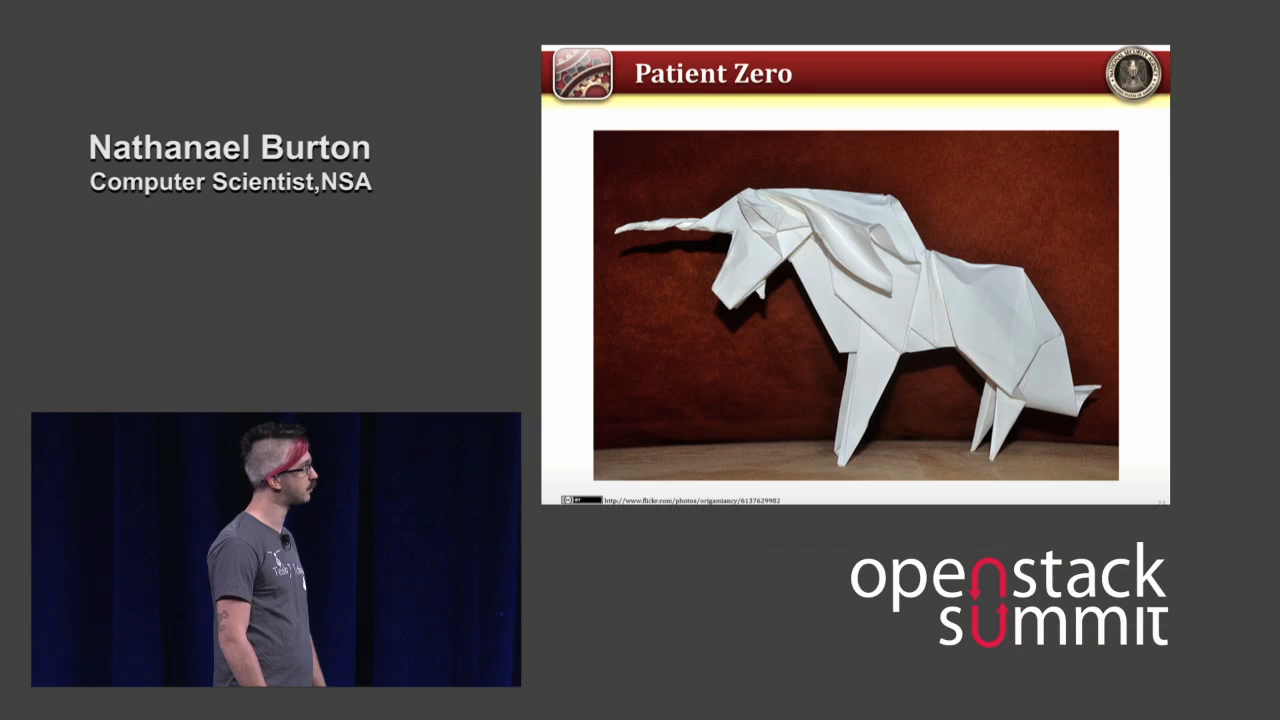 Nathanael Burton
Computer Scientist,NSA
Patient Zero
http://www.flickr.com/photos/origamiancy/6137629982
openstack
summit